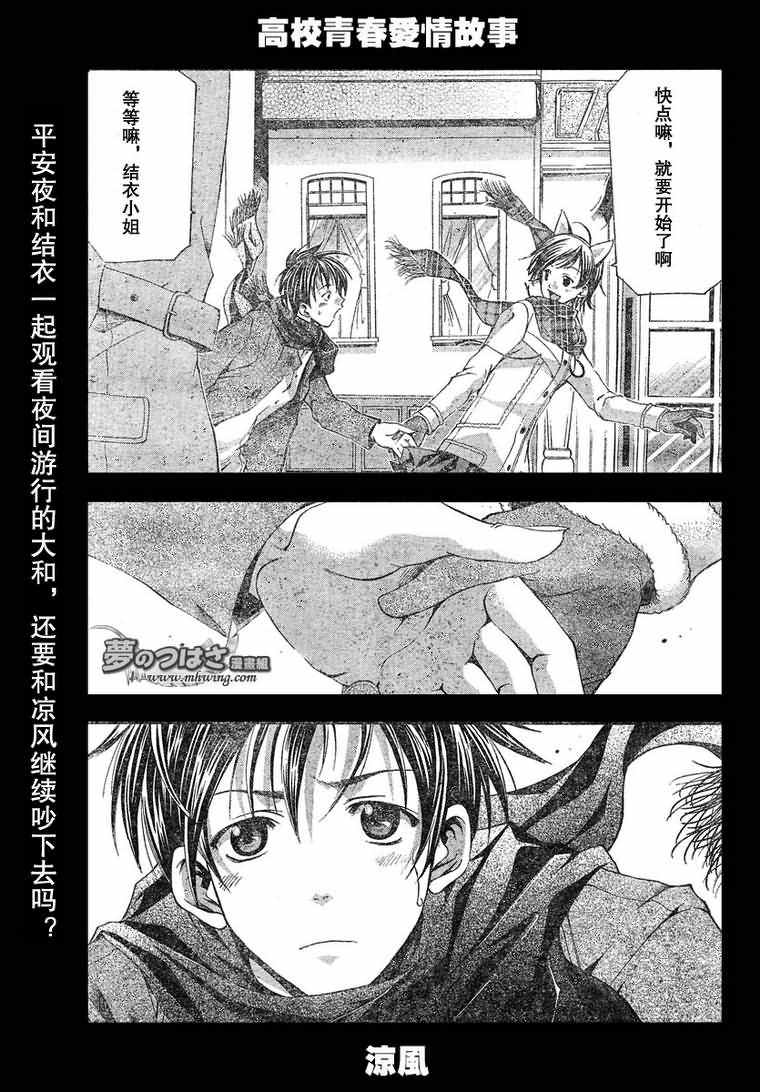 高校青春愛情故事
快点嘛，就要开始了啊
等等嘛，结衣小姐
平安夜和结衣一起观看夜间游行的大和，还要和凉风继续吵下去吗？
夢のつばさ漫畫組
www.mhwing.com
涼風